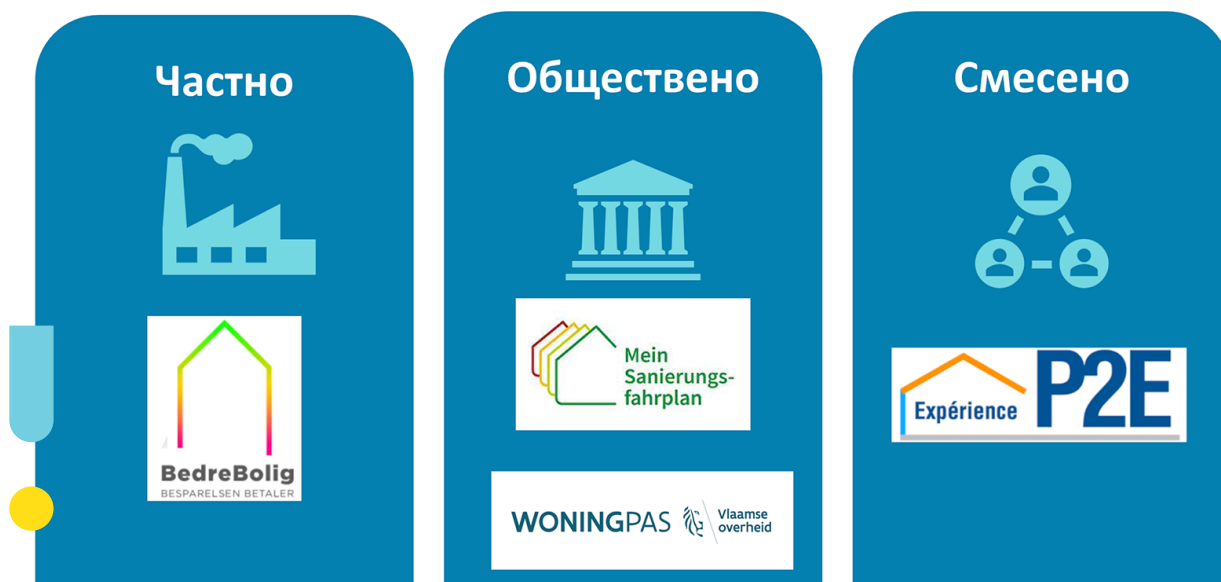 Частно
BedreBolig
BESPARELSEN BETALER
Обществено
Mein
Sanierungs-
fahrplan
WONINGPAS
Vlaamse
overheid
Смесено
Expérience
P2E